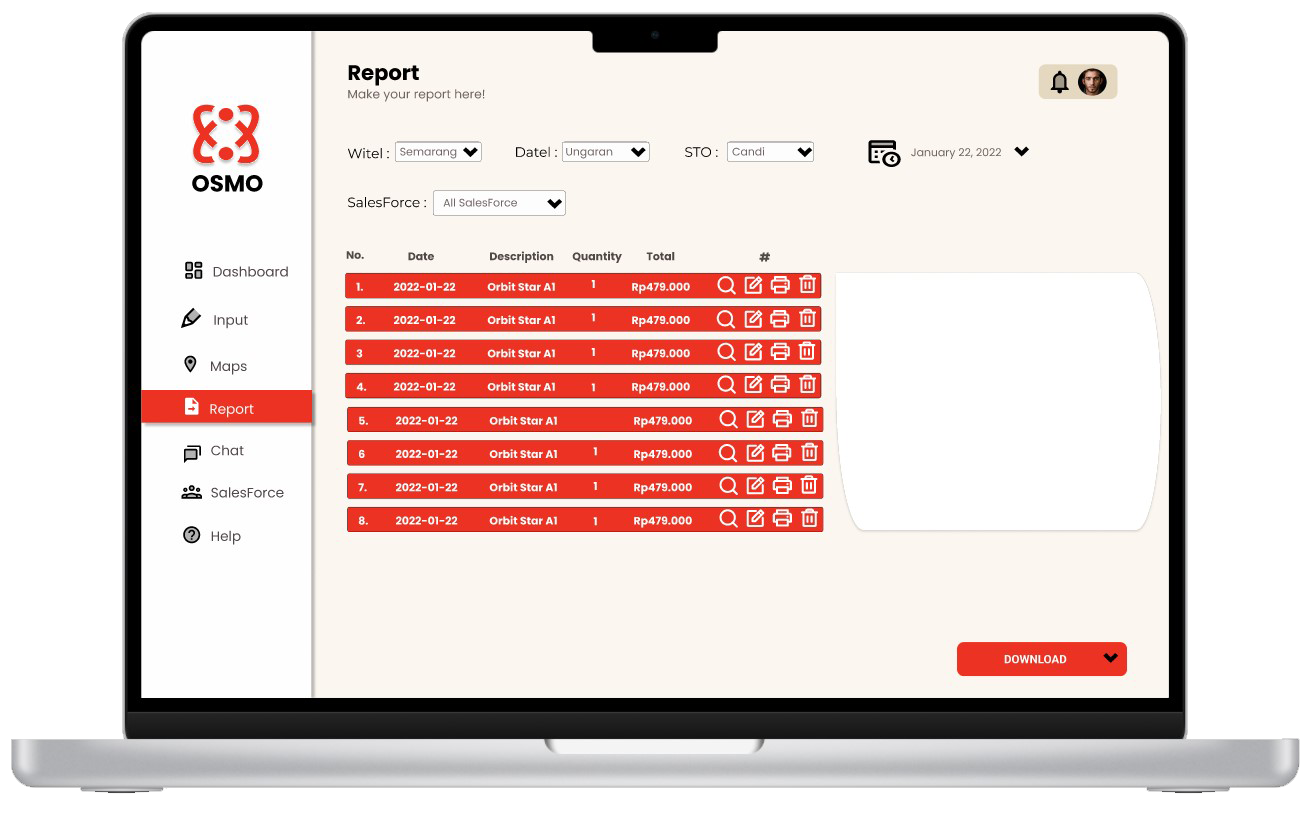 Report
Make your report here!
OSMO
Witel : Semarang Datel : Ungaran STO : Candi January 22, 2022
SalesForce : All SalesForce
Dashboard
Input
Maps
Report
Chat
SalesForce
Help
No. Date Description Quantity Total #
1. 2022-01-22 Orbit Star A1 1 Rp479.000
2. 2022-01-22 Orbit Star A1 1 Rp479.000
3 2022-01-22 Orbit Star A1 1 Rp479.000
4. 2022-01-22 Orbit Star A1 1 Rp479.000
5. 2022-01-22 Orbit Star A1 Rp479.000
6 2022-01-22 Orbit Star A1 1 Rp479.000
7. 2022-01-22 Orbit Star A1 1 Rp479.000
8. 2022-01-22 Orbit Star A1 1 Rp479.000
DOWNLOAD